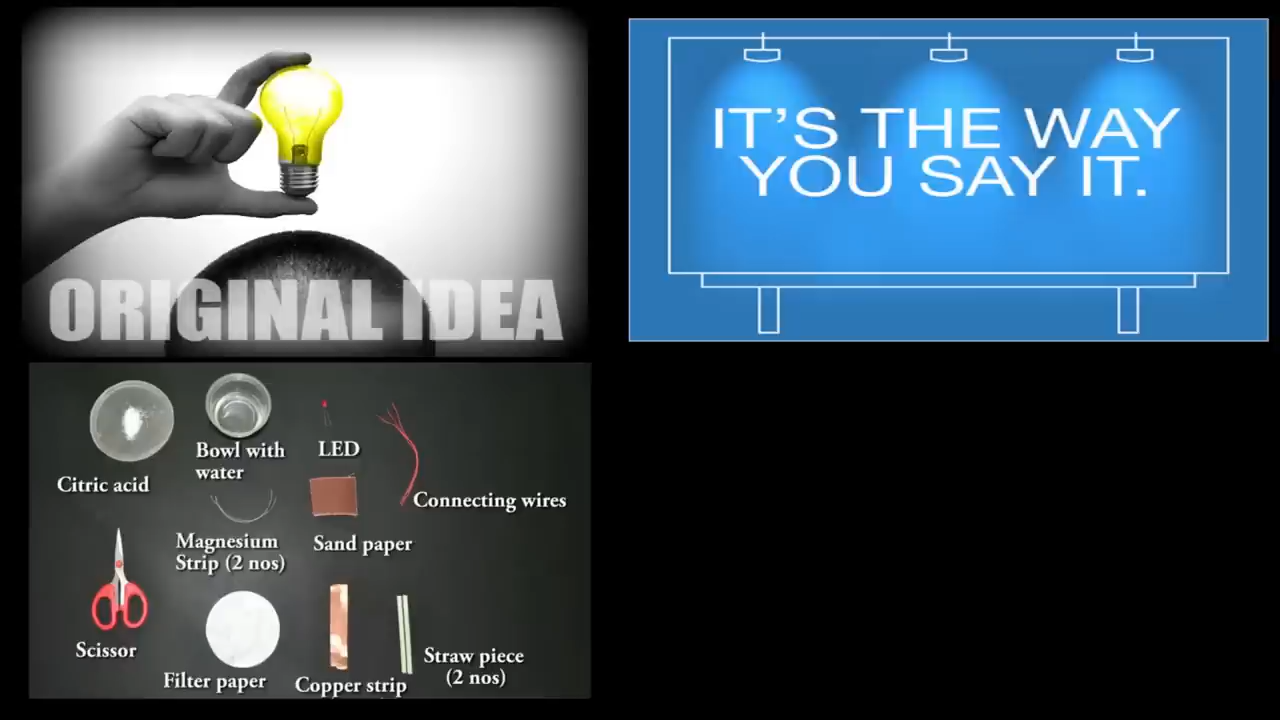 ORIGINAL IDEA
IT'S THE WAY
YOU SAY IT.
Citric acid
Bowl with
water
LED
Connecting wires
Magnesium
Strip (2 nos)
Sand paper
Scissor
Filter paper
Copper strip
Straw piece
(2 nos)